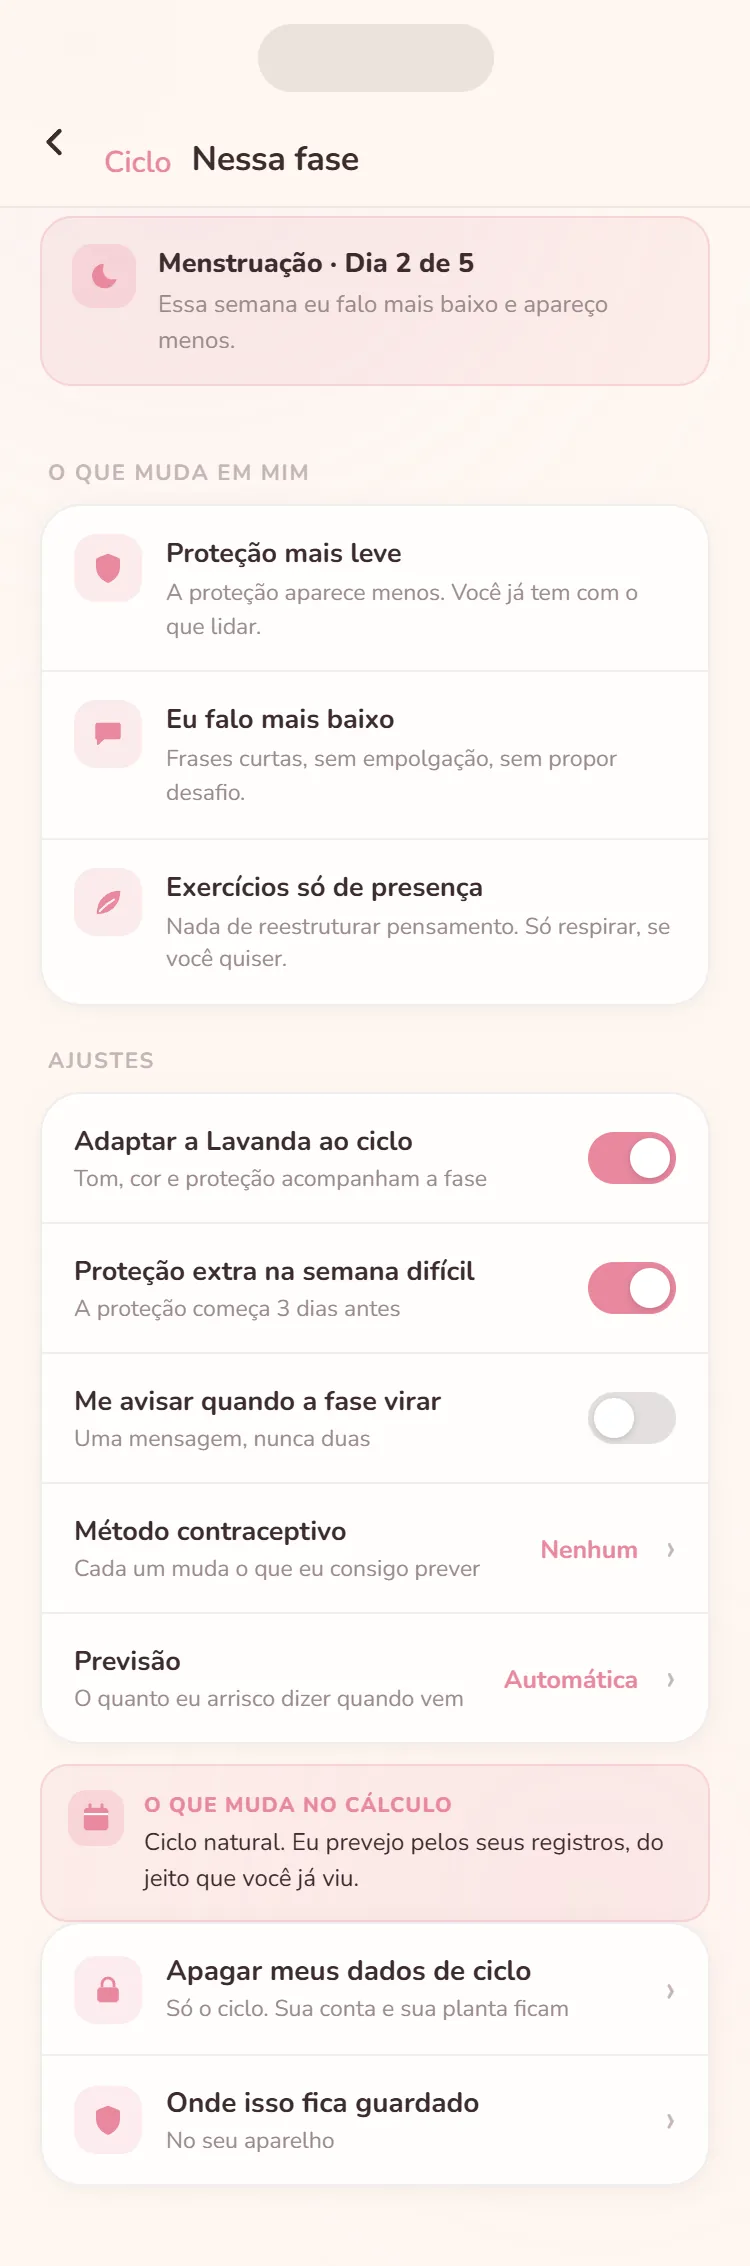 Ciclo Nessa fase
Menstruação · Dia 2 de 5
Essa semana eu falo mais baixo e apareço
menos.
O QUE MUDA EM MIM
Proteção mais leve
A proteção aparece menos. Você já tem com o
que lidar.
Eu falo mais baixo
Frases curtas, sem empolgação, sem propor
desafio.
Exercícios só de presença
Nada de reestruturar pensamento. Só respirar, se
você quiser.
AJUSTES
Adaptar a Lavanda ao ciclo
Tom, cor e proteção acompanham a fase
Proteção extra na semana difícil
A proteção começa 3 dias antes
Me avisar quando a fase virar
Uma mensagem, nunca duas
Método contraceptivo
Cada um muda o que eu consigo prever
Nenhum
Previsão
O quanto eu arrisco dizer quando vem
Automática
O QUE MUDA NO CÁLCULO
Ciclo natural. Eu prevejo pelos seus registros, do
jeito que você já viu.
Apagar meus dados de ciclo
Só o ciclo. Sua conta e sua planta ficam
Onde isso fica guardado
No seu aparelho